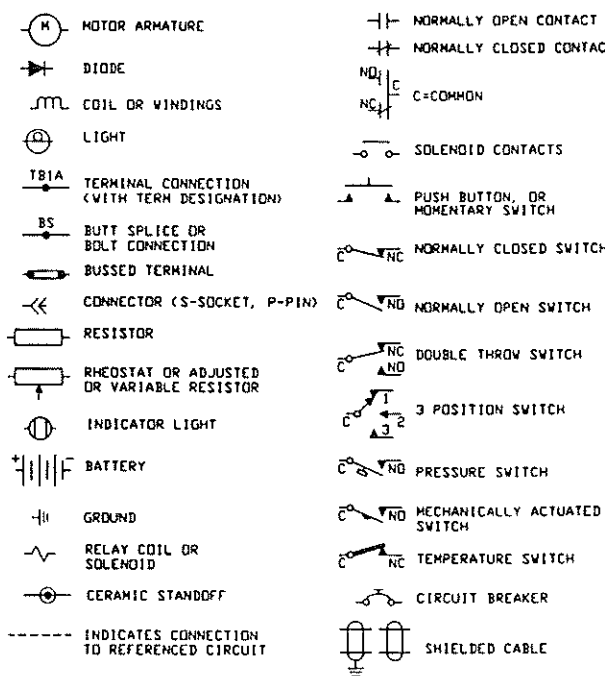 M MOTOR ARMATURE
DIODE
COIL OR WINDINGS
LIGHT
TB1A
TERMINAL CONNECTION
(WITH TERM DESIGNATION)
BS
BUTT SPLICE OR
BOLT CONNECTION
BUSSED TERMINAL
CONNECTOR (S-SOCKET, P-PIN)
RESISTOR
RHEOSTAT OR ADJUSTED
OR VARIABLE RESISTOR
INDICATOR LIGHT
+ - BATTERY
GROUND
RELAY COIL OR
SOLENOID
CERAMIC STANDOFF
INDICATES CONNECTION
TO REFERENCED CIRCUIT
NORMALLY OPEN CONTACT
NORMALLY CLOSED CONTAC
NO
C
NC
C=COMMON
SOLENOID CONTACTS
PUSH BUTTON, OR
MOMENTARY SWITCH
C NC NORMALLY CLOSED SWITCH
C NO NORMALLY OPEN SWITCH
C NC NO DOUBLE THROW SWITCH
C 1 2 3 3 POSITION SWITCH
C NO PRESSURE SWITCH
C NO MECHANICALLY ACTUATED
SWITCH
C NC TEMPERATURE SWITCH
CIRCUIT BREAKER
SHIELDED CABLE